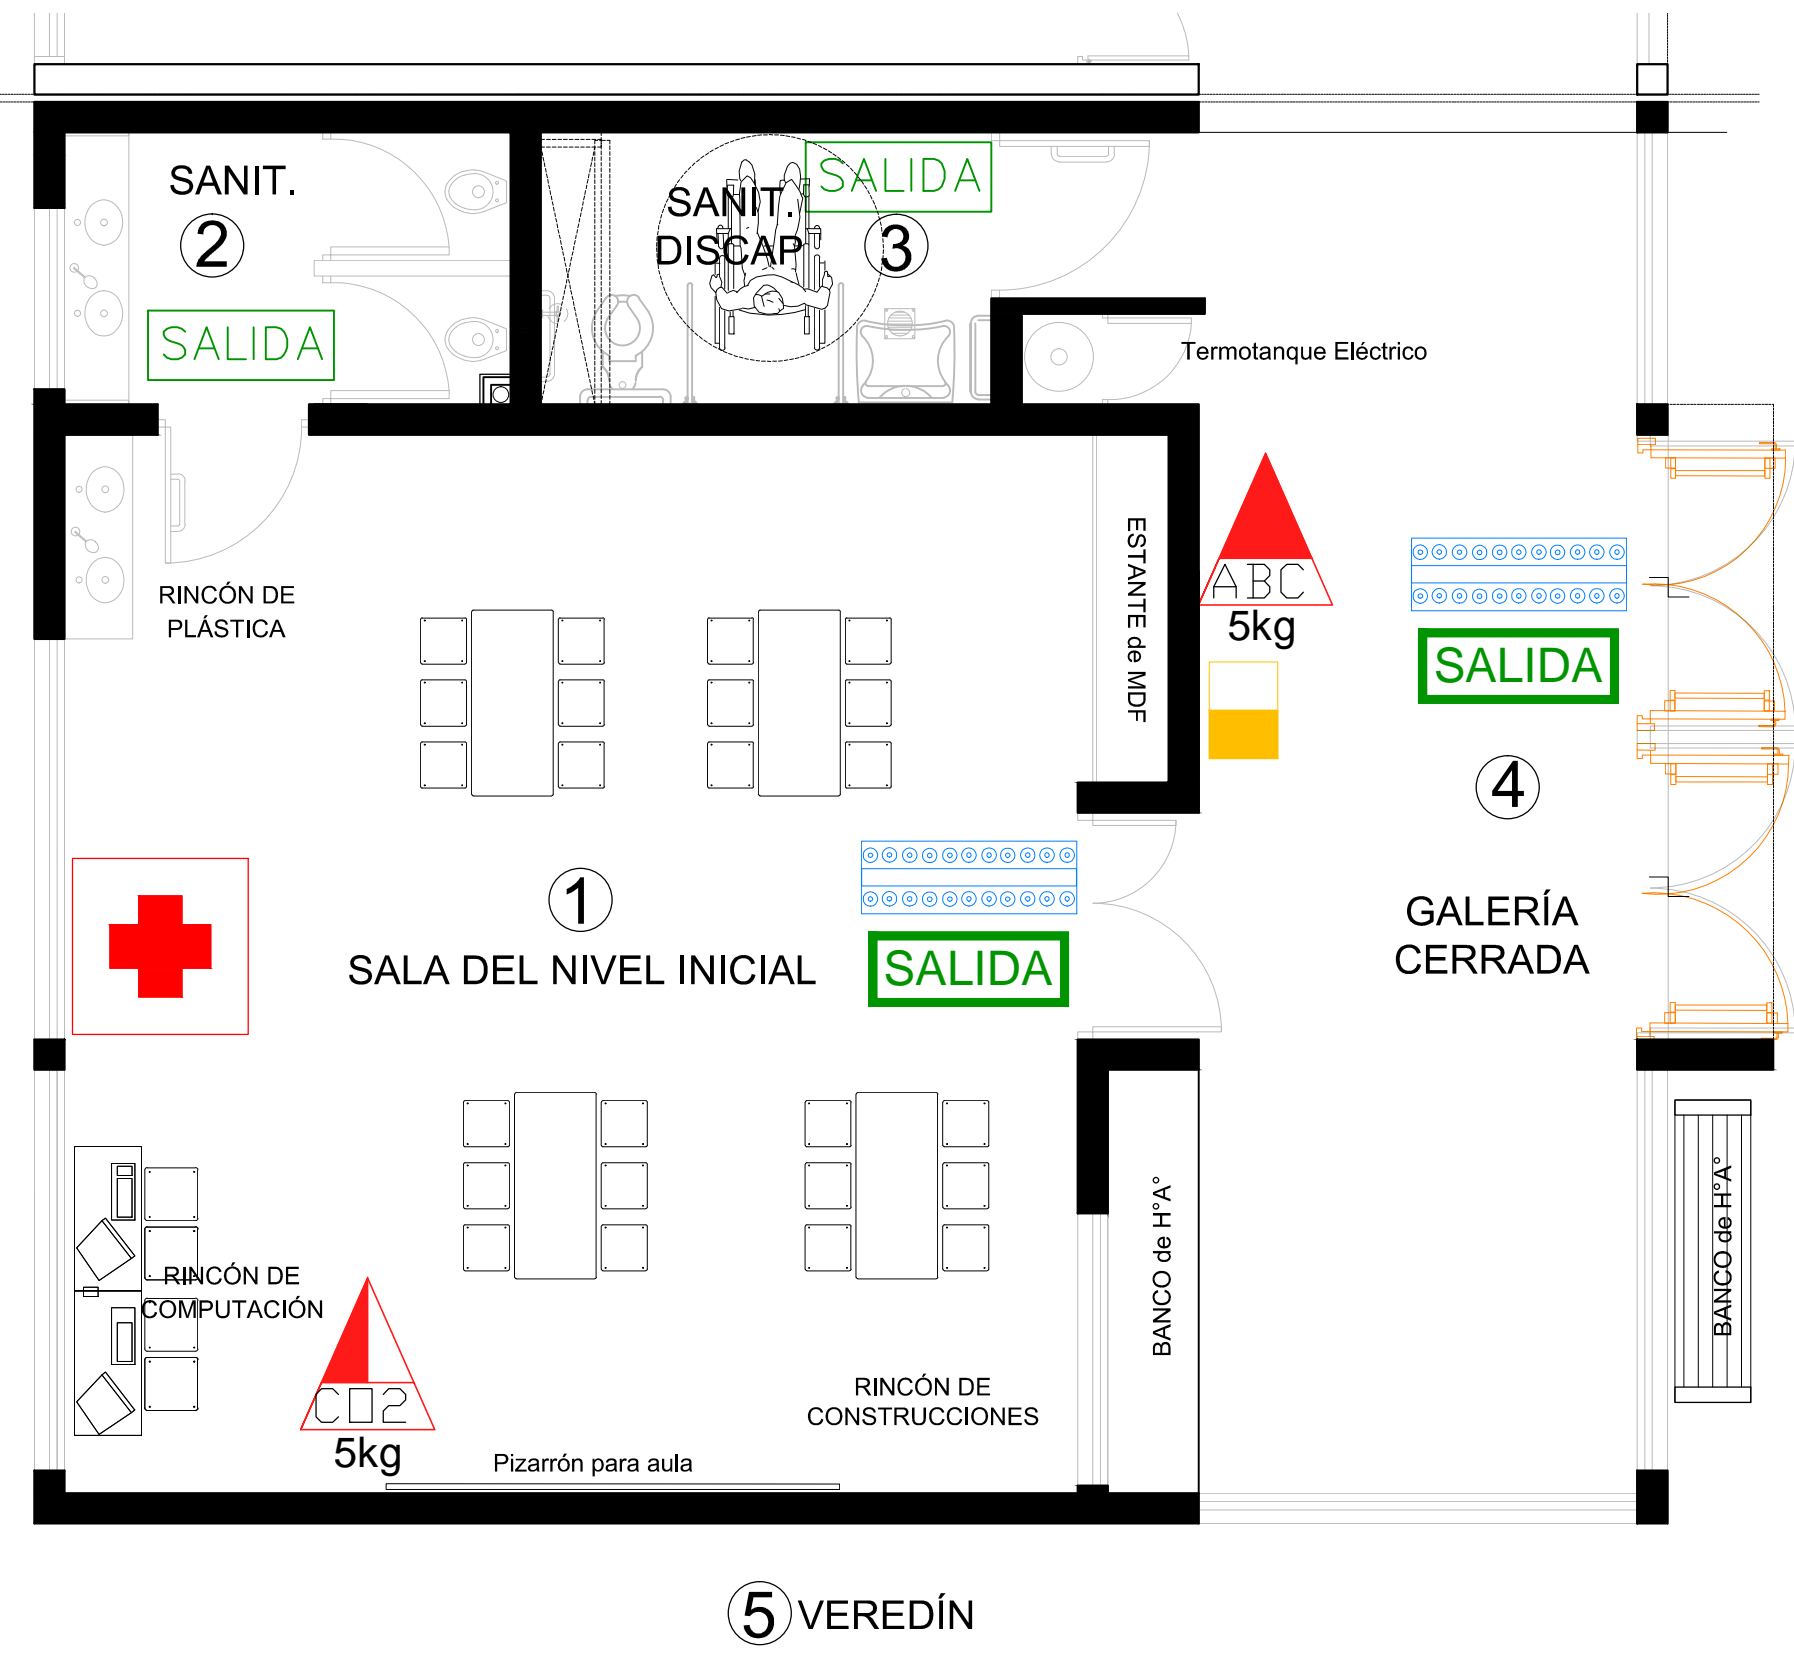 SANIT.
2
SALIDA
SANIT.
DISCAP
3
SALIDA
Termotanque Eléctrico
RINCÓN DE
PLÁSTICA
ESTANTE de MDF
ABC
5kg
SALIDA
4
GALERÍA
CERRADA
1
SALA DEL NIVEL INICIAL
SALIDA
RINCÓN DE
COMPUTACIÓN
CO2
5kg
Pizarrón para aula
RINCÓN DE
CONSTRUCCIONES
BANCO de H°A°
BANCO de H°A°
5 VEREDÍN